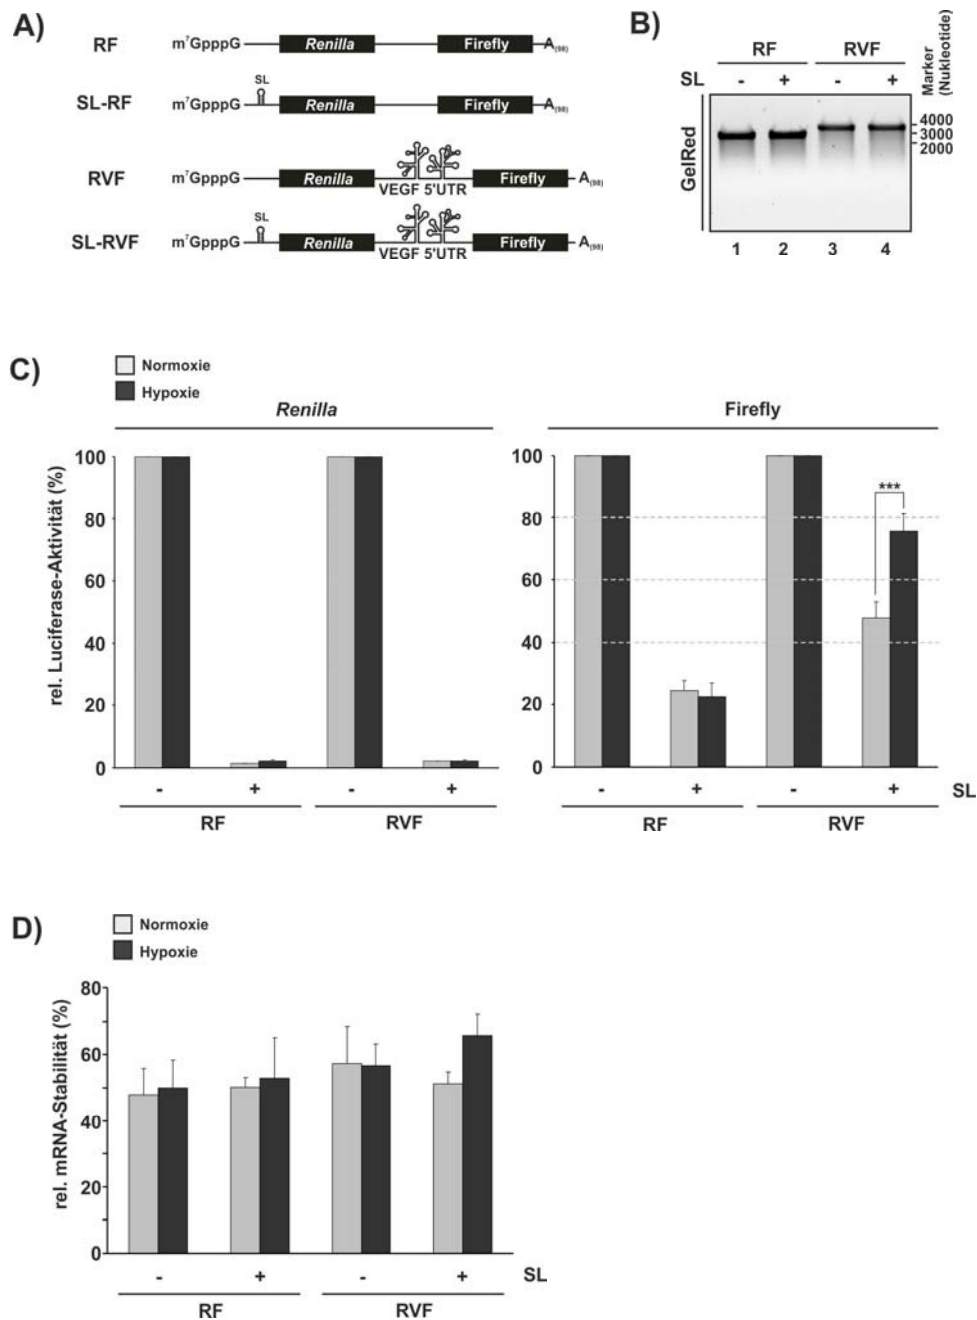 A)
RF m⁷GpppG Renilla Firefly A(98)
SL
SL-RF m⁷GpppG Renilla Firefly A(98)
RVF m⁷GpppG Renilla Firefly A(98)
VEGF 5'UTR
SL
SL-RVF m⁷GpppG Renilla Firefly A(98)
VEGF 5'UTR
B)
RF RVF
SL - + - +
Marker
(Nukleotide)
4000
3000
2000
GelRed
1 2 3 4
C)
Normoxie
Hypoxie
Renilla
rel. Luciferase-Aktivität (%)
100
80
60
40
20
0
- + - +
RF RVF
Firefly
100
80
60
40
20
0
***
- + - + SL
RF RVF
D)
Normoxie
Hypoxie
rel. mRNA-Stabilität (%)
80
60
40
20
0
- + - + SL
RF RVF